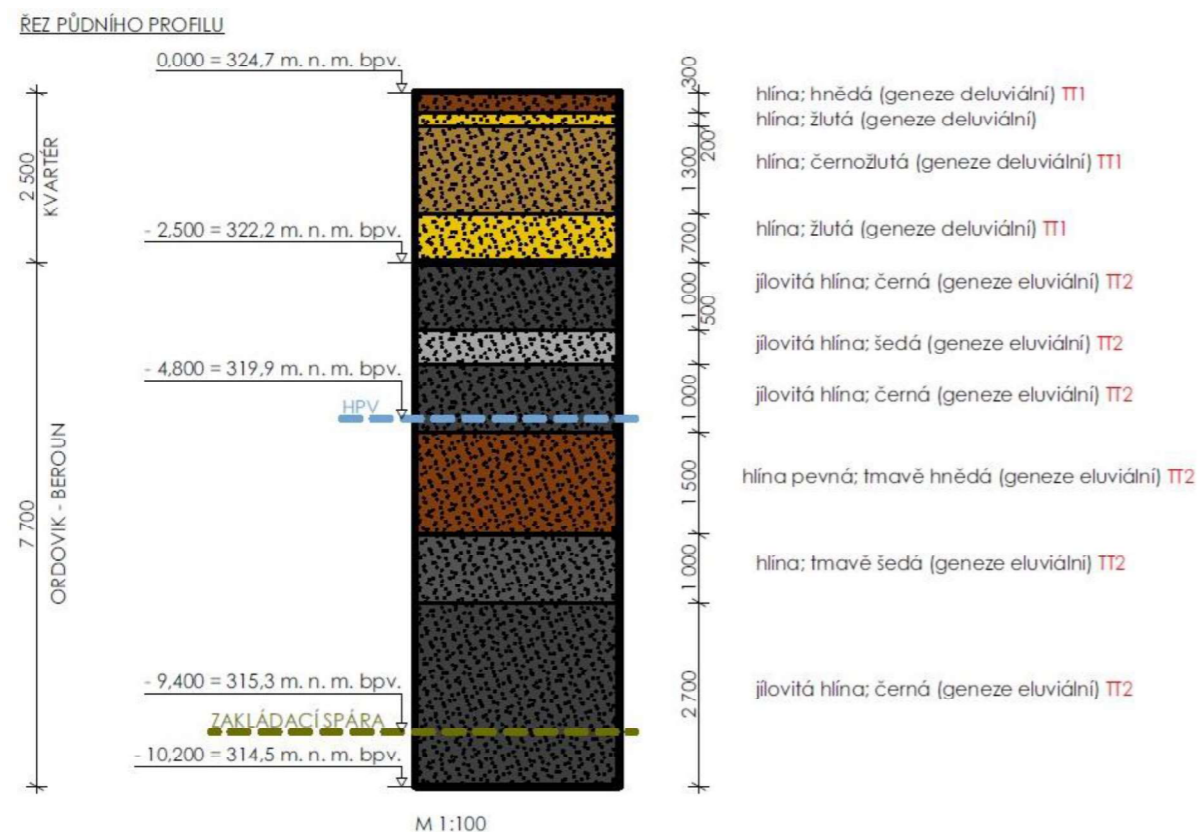 ŘEZ PŮDNÍHO PROFILU
0,000 = 324,7 m. n. m. bpv.
300
hlína; hnědá (geneze deluviální) TT1
hlína; žlutá (geneze deluviální)
200
2 500
KVARTÉR
1 300
hlína; černožlutá (geneze deluviální) TT1
- 2,500 = 322,2 m. n. m. bpv.
700
hlína; žlutá (geneze deluviální) TT1
1 000
jílovitá hlína; černá (geneze eluviální) TT2
500
jílovitá hlína; šedá (geneze eluviální) TT2
- 4,800 = 319,9 m. n. m. bpv.
1 000
jílovitá hlína; černá (geneze eluviální) TT2
HPV
7 700
ORDOVIK - BEROUN
1 500
hlína pevná; tmavě hnědá (geneze eluviální) TT2
1 000
hlína; tmavě šedá (geneze eluviální) TT2
- 9,400 = 315,3 m. n. m. bpv.
2 700
jílovitá hlína; černá (geneze eluviální) TT2
ZAKLÁDACÍ SPÁRA
- 10,200 = 314,5 m. n. m. bpv.
M 1:100